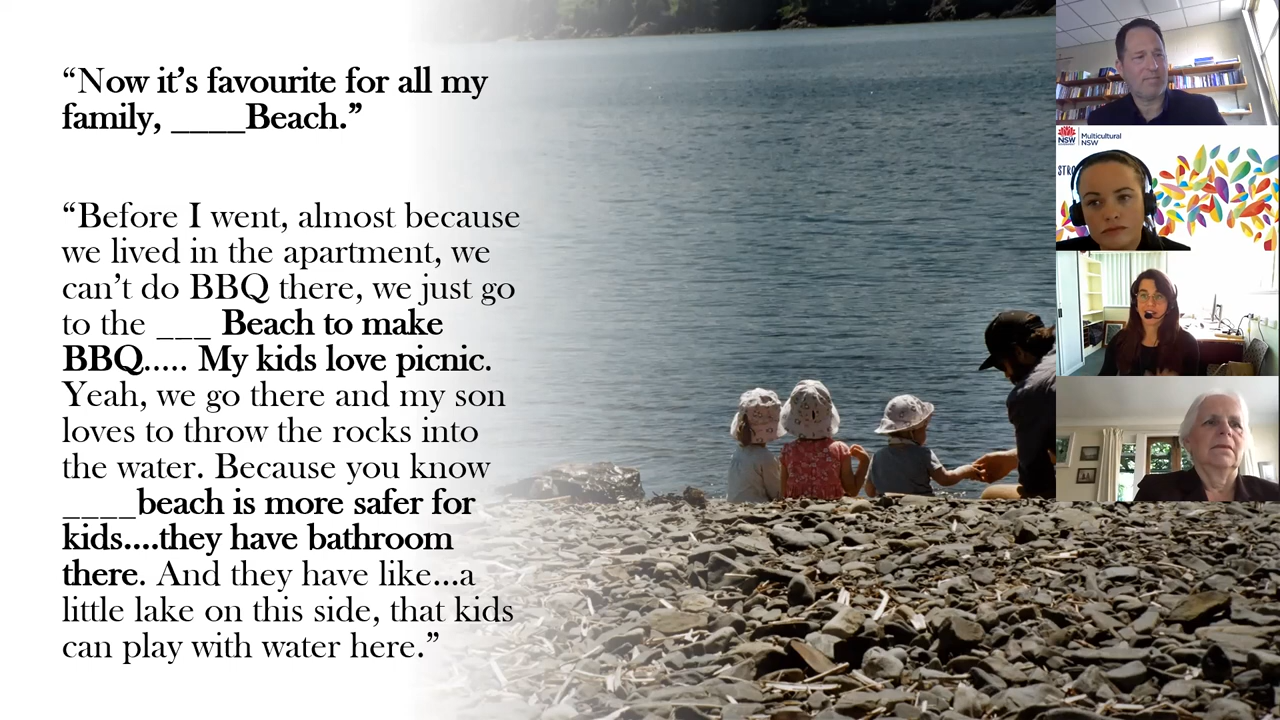 “Now it’s favourite for all my
family, ____Beach.”
“Before I went, almost because
we lived in the apartment, we
can’t do BBQ there, we just go
to the ___ Beach to make
BBQ..... My kids love picnic.
Yeah, we go there and my son
loves to throw the rocks into
the water. Because you know
____beach is more safer for
kids....they have bathroom
there. And they have like...a
little lake on this side, that kids
can play with water here.”
NSW
Multicultural
NSW
STRO